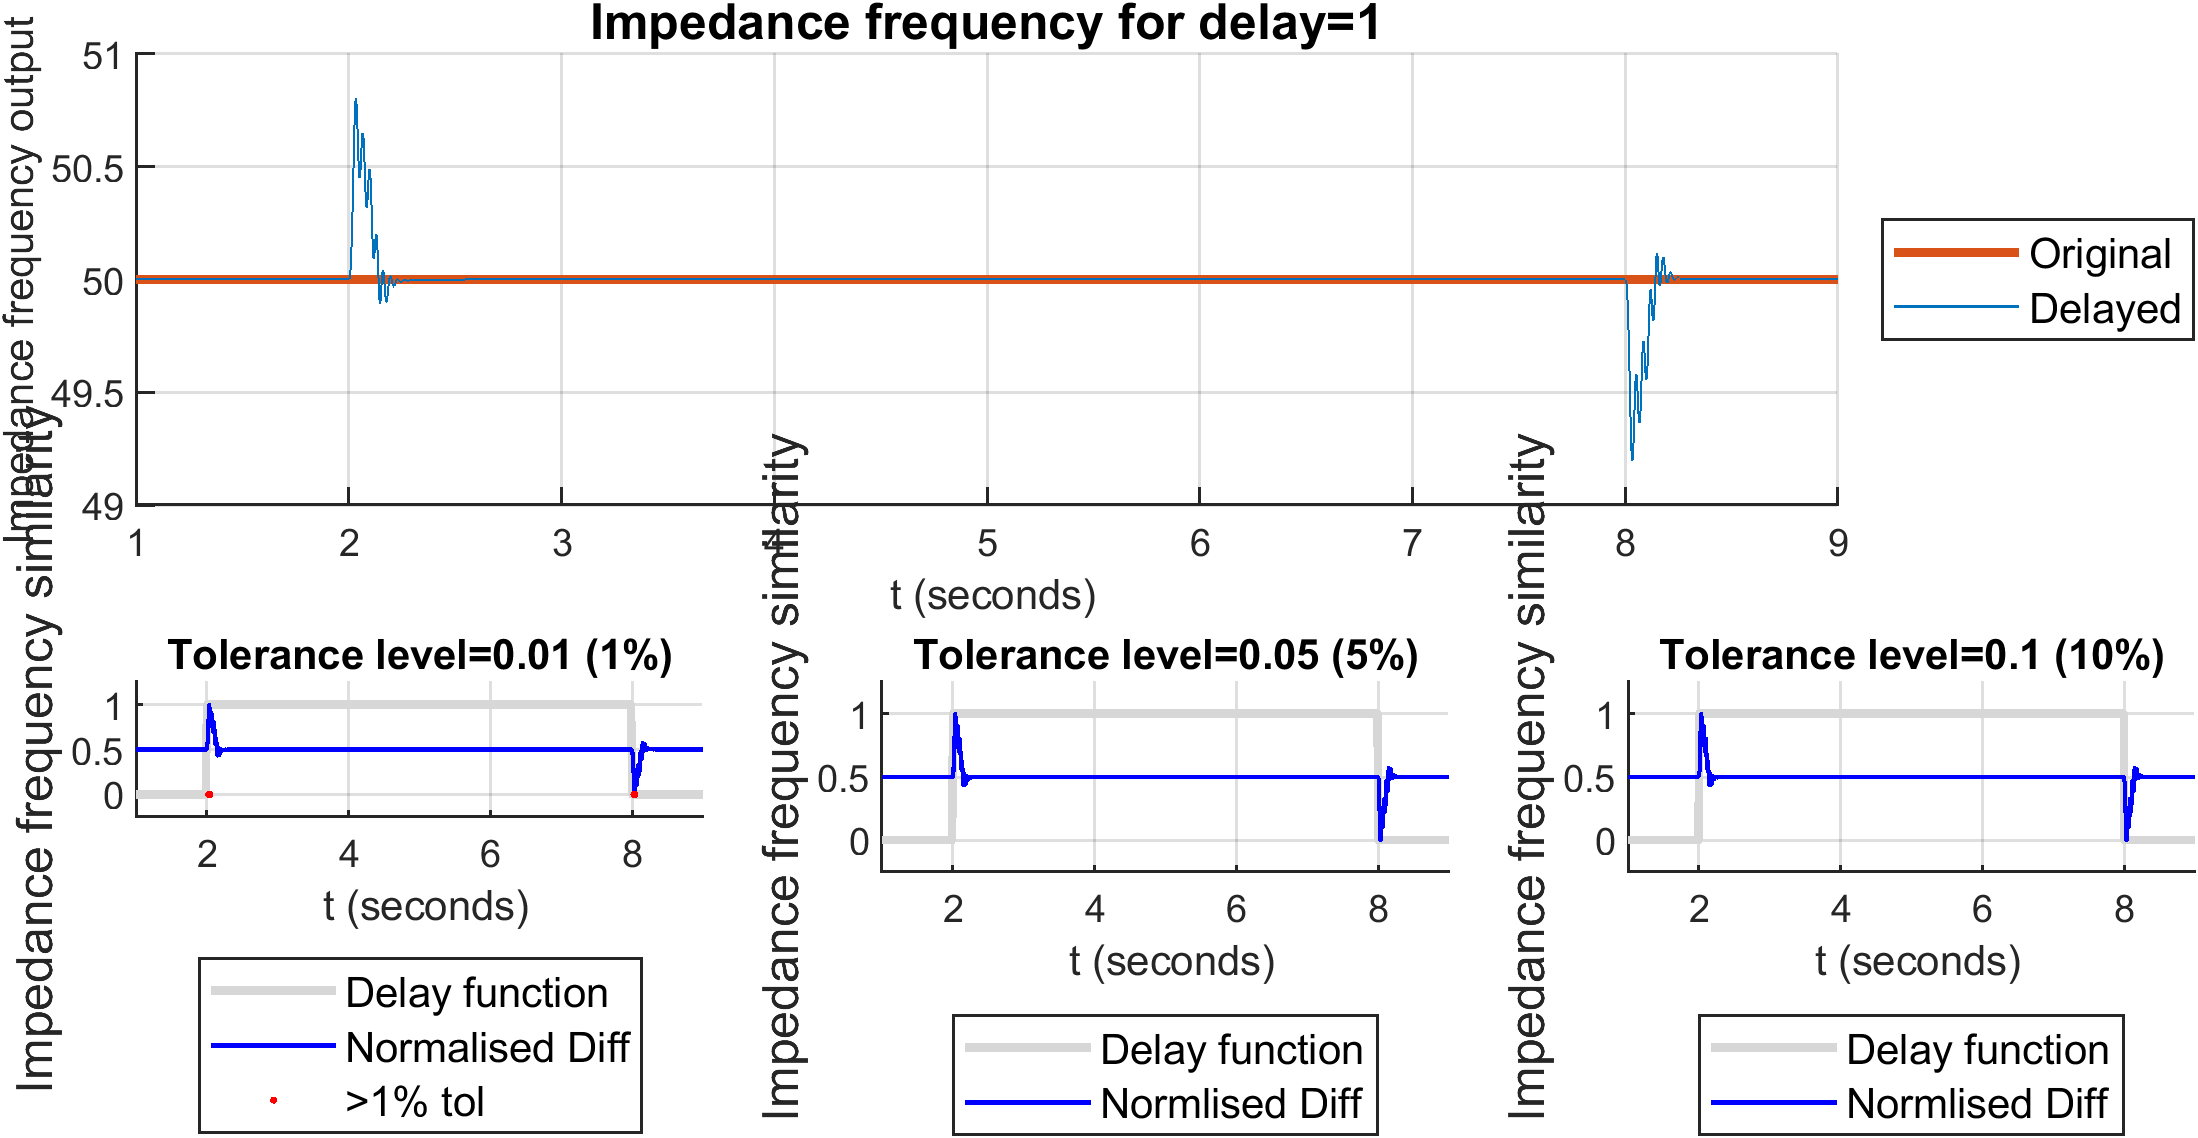 Impedance frequency for delay=1
Impedance frequency output
51
50.5
50
49.5
49
1 2 3 4 5 6 7 8 9
t (seconds)
Original
Delayed
Impedance frequency similarity
Tolerance level=0.01 (1%)
1
0.5
0
2 4 6 8
t (seconds)
Delay function
Normalised Diff
>1% tol
Impedance frequency similarity
Tolerance level=0.05 (5%)
1
0.5
0
2 4 6 8
t (seconds)
Delay function
Normlised Diff
Impedance frequency similarity
Tolerance level=0.1 (10%)
1
0.5
0
2 4 6 8
t (seconds)
Delay function
Normlised Diff